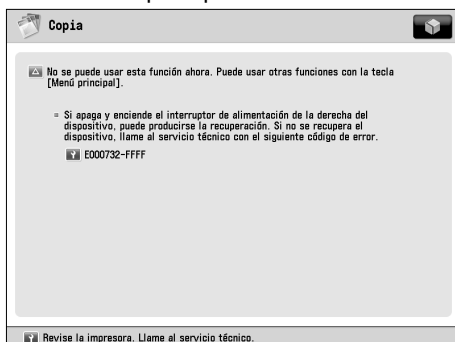 Copia
No se puede usar esta función ahora. Puede usar otras funciones con la tecla
[Menú principal].
Si apaga y enciende el interruptor de alimentación de la derecha del
dispositivo, puede producirse la recuperación. Si no se recupera el
dispositivo, llame al servicio técnico con el siguiente código de error.
E000732-FFFF
Revise la impresora. Llame al servicio técnico.